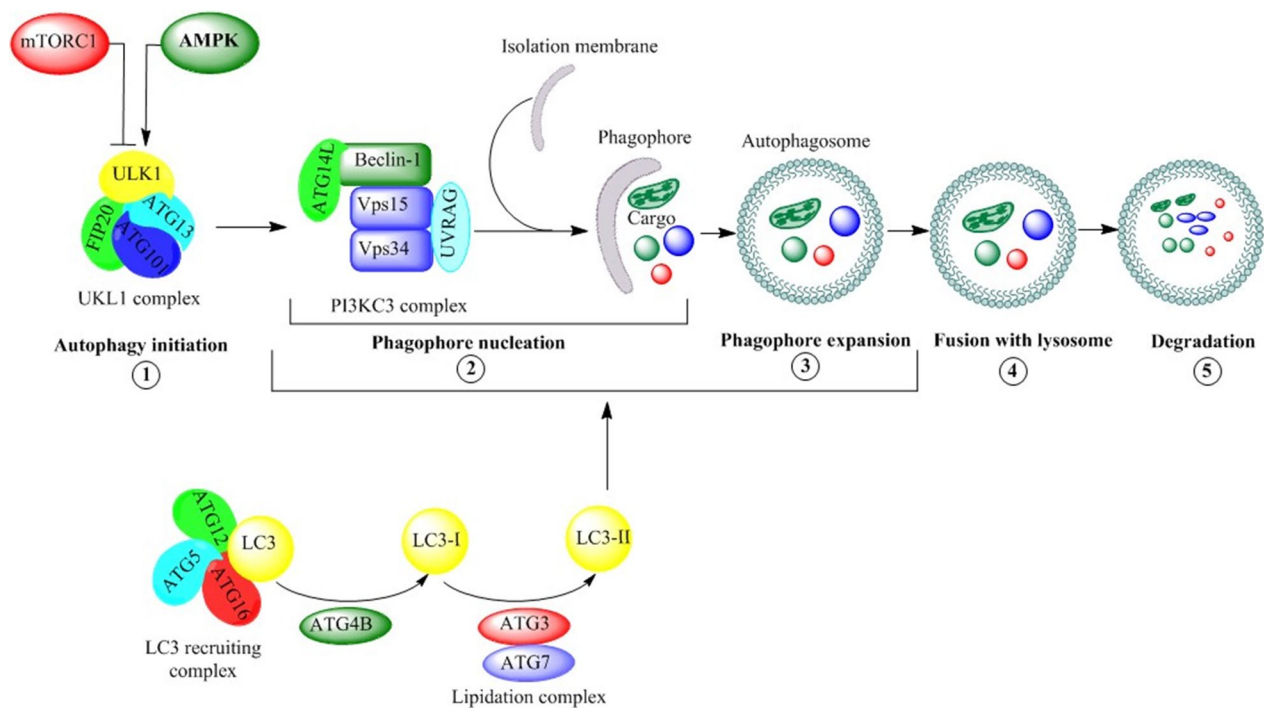 mTORC1
AMPK
ULK1
FIP20
ATG13
ATG101
UKL1 complex
Autophagy initiation
1
ATG14L
Beclin-1
Vps15
Vps34
UVRAG
PI3KC3 complex
Isolation membrane
Phagophore
Cargo
Phagophore nucleation
2
Autophagosome
Phagophore expansion
3
Fusion with lysosome
4
Degradation
5
ATG12
ATG5
ATG16
LC3
LC3 recruiting
complex
ATG4B
LC3-I
ATG3
ATG7
Lipidation complex
LC3-II